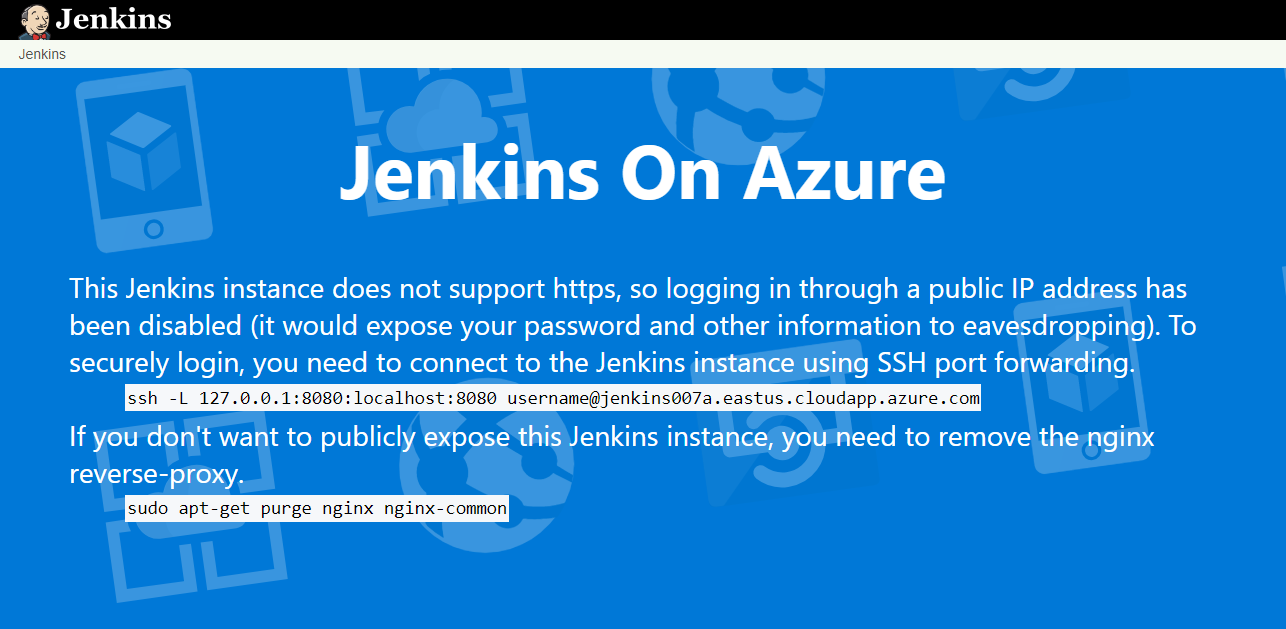 Jenkins
Jenkins
Jenkins On Azure
This Jenkins instance does not support https, so logging in through a public IP address has
been disabled (it would expose your password and other information to eavesdropping). To
securely login, you need to connect to the Jenkins instance using SSH port forwarding.
ssh -L 127.0.0.1:8080:localhost:8080 username@jenkins007a.eastus.cloudapp.azure.com
If you don't want to publicly expose this Jenkins instance, you need to remove the nginx
reverse-proxy.
sudo apt-get purge nginx nginx-common